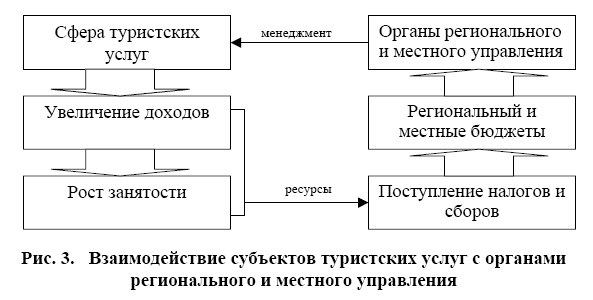 Сфера туристских
услуг
менеджмент
Органы регионального
и местного управления
Увеличение доходов
Региональный и
местные бюджеты
Рост занятости
ресурсы
Поступление налогов и
сборов
Рис. 3. Взаимодействие субъектов туристских услуг с органами
регионального и местного управления